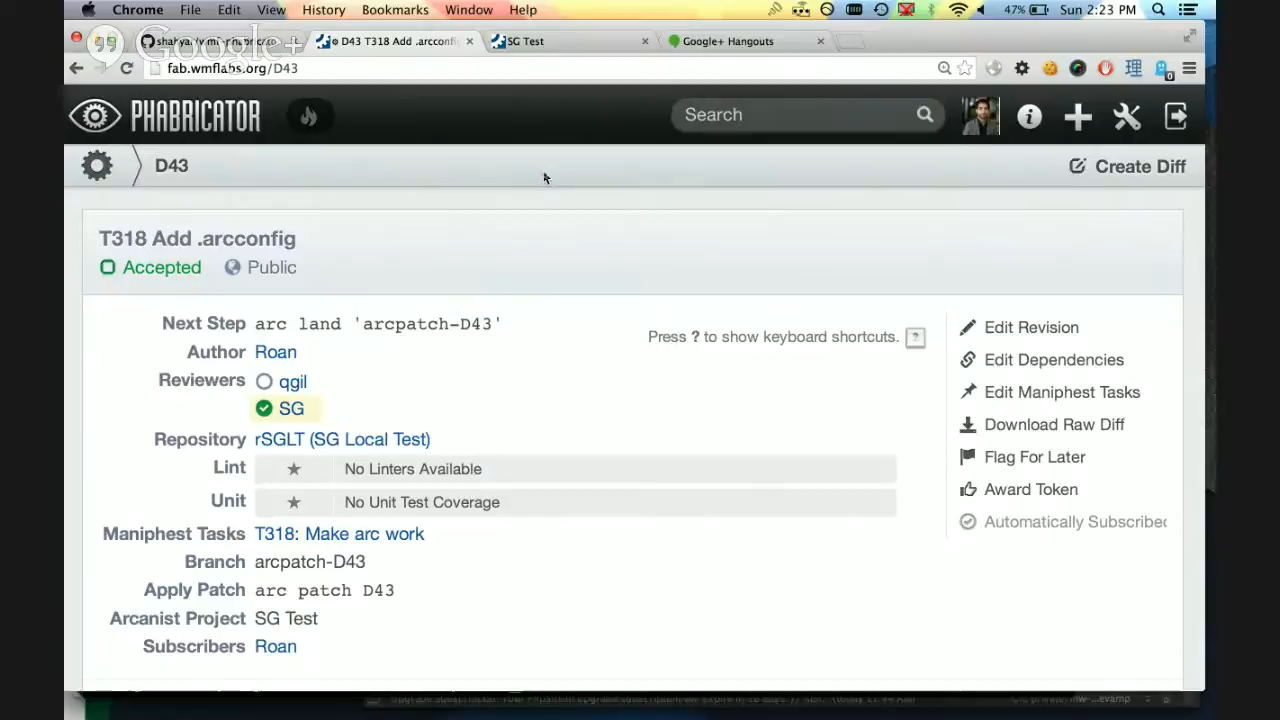 Chrome File Edit View History Bookmarks Window Help 47% Sun 2:23 PM
Google+
D43 T318 Add .arcconfi SG Test Google+ Hangouts
fab.wmflabs.org/D43
PHABRICATOR Search
D43 Create Diff
T318 Add .arcconfig
Accepted Public
Next Step arc land 'arcpatch-D43'
Press ? to show keyboard shortcuts. ?
Author Roan
Reviewers qgil
SG
Repository rSGLT (SG Local Test)
Lint No Linters Available
Unit No Unit Test Coverage
Maniphest Tasks T318: Make arc work
Branch arcpatch-D43
Apply Patch arc patch D43
Arcanist Project SG Test
Subscribers Roan
Edit Revision
Edit Dependencies
Edit Maniphest Tasks
Download Raw Diff
Flag For Later
Award Token
Automatically Subscribed